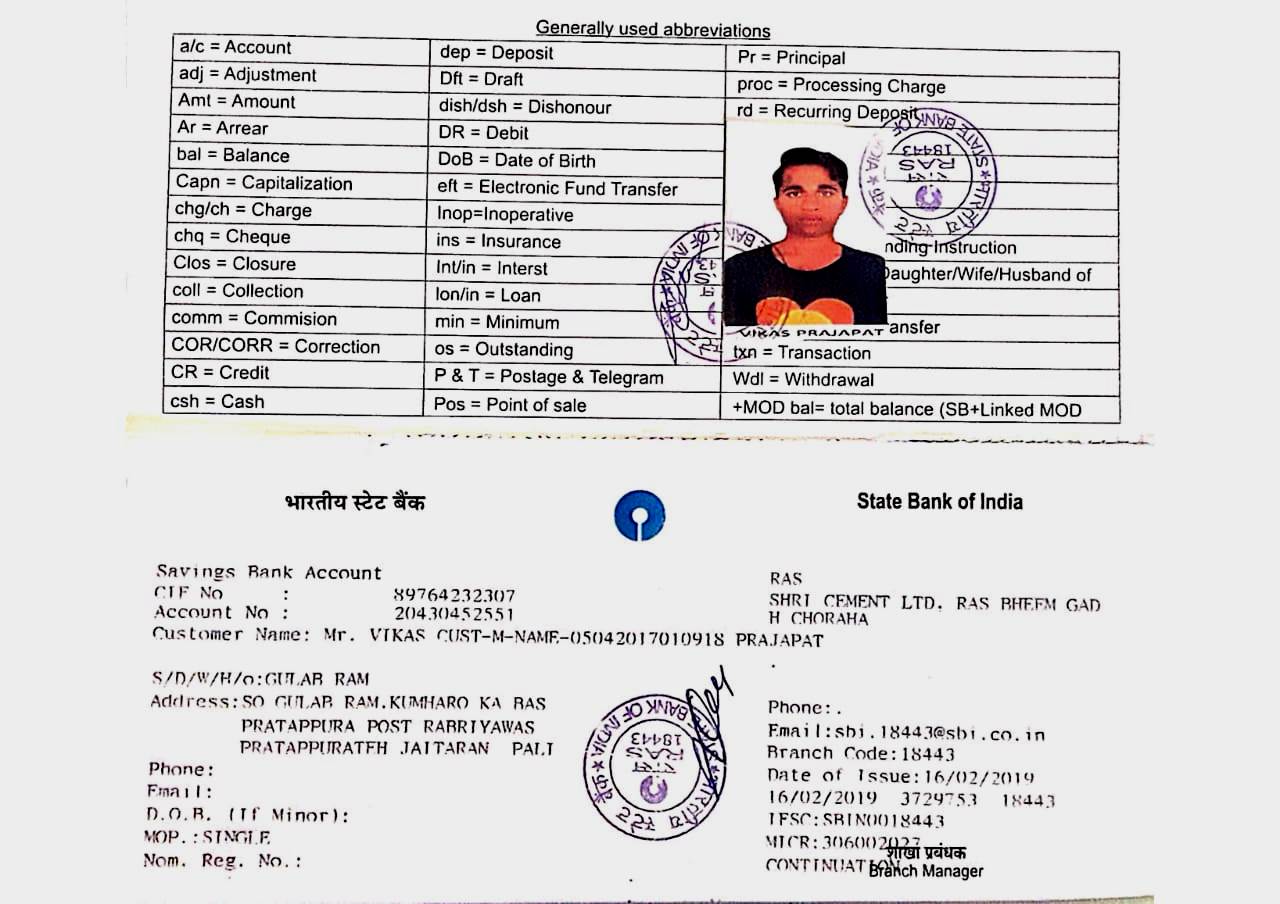 Generally used abbreviations
a/c = Account
adj = Adjustment
Amt = Amount
Ar = Arrear
bal = Balance
Capn = Capitalization
chg/ch = Charge
chq = Cheque
Clos = Closure
coll = Collection
comm = Commision
COR/CORR = Correction
CR = Credit
csh = Cash
dep = Deposit
Dft = Draft
dish/dsh = Dishonour
DR = Debit
DoB = Date of Birth
eft = Electronic Fund Transfer
Inop=Inoperative
ins = Insurance
Int/in = Interst
lon/in = Loan
min = Minimum
os = Outstanding
P & T = Postage & Telegram
Pos = Point of sale
Pr = Principal
proc = Processing Charge
rd = Recurring Deposit
nding Instruction
Daughter/Wife/Husband of
ansfer
txn = Transaction
Wdl = Withdrawal
+MOD bal= total balance (SB+Linked MOD
VIKAS PRAJAPAT
STATE BANK OF INDIA
18443
RAS
रास
भारतीय स्टेट बैंक
भारतीय स्टेट बैंक
State Bank of India
Savings Bank Account
CIF No : 89764232307
Account No : 20430452551
Customer Name: Mr. VIKAS CUST-M-NAME-05042017010918 PRAJAPAT
S/D/W/H/o:GULAB RAM
Address:SO GULAB RAM.KUMHARO KA BAS
PRATAPPURA POST RABRIYAWAS
PRATAPPURATEH JAITARAN PALI
Phone:
Email:
D.O.B. (If Minor):
MOP.:SINGLE
Nom. Reg. No.:
RAS
SHRI CEMENT LTD, RAS BHEEM GAD
H CHORAHA
Phone:.
Email:sbi.18443@sbi.co.in
Branch Code:18443
Date of Issue:16/02/2019
16/02/2019 3729753 18443
IFSC:SBIN0018443
MICR:306002027
CONTINUATION
शाखा प्रबंधक
Branch Manager
STATE BANK OF INDIA
18443
RAS
रास
भारतीय स्टेट बैंक